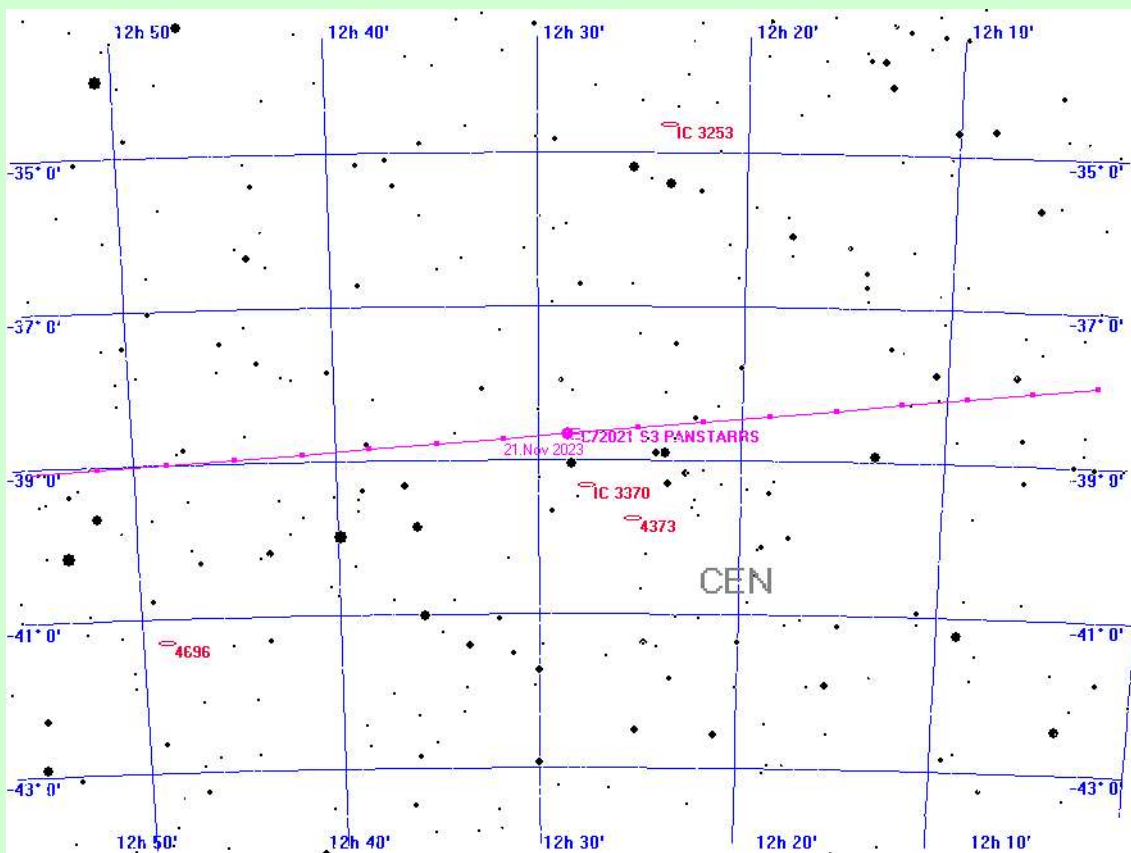 12h 50' 12h 40' 12h 30' 12h 20' 12h 10'
IC 3253
-35° 0' -35° 0'
-37° 0' -37° 0'
C/2021 S3 PANSTARRS
21.Nov 2023
-39° 0' -39° 0'
IC 3370
4373
CEN
-41° 0' -41° 0'
4696
-43° 0' -43° 0'
12h 50' 12h 40' 12h 30' 12h 20' 12h 10'